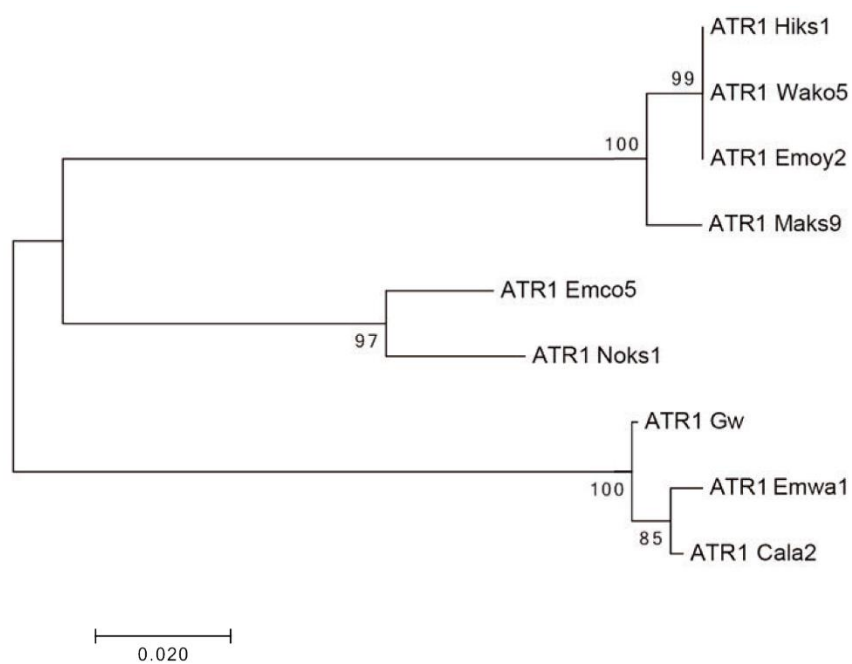 ATR1 Hiks1
99
ATR1 Wako5
100
ATR1 Emoy2
ATR1 Maks9
ATR1 Emco5
97
ATR1 Noks1
ATR1 Gw
100
ATR1 Emwa1
85
ATR1 Cala2
0.020